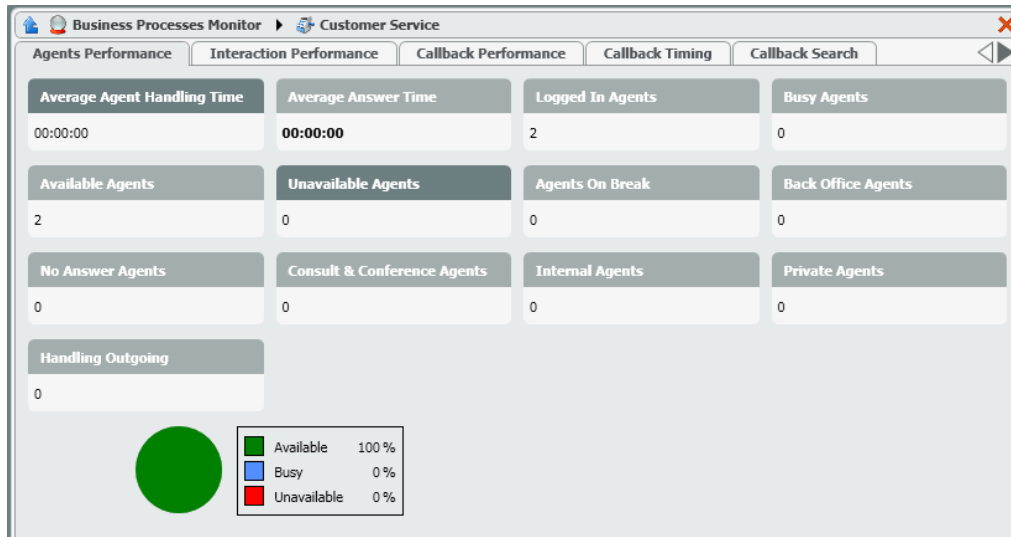 Business Processes Monitor Customer Service
Agents Performance Interaction Performance Callback Performance Callback Timing Callback Search
Average Agent Handling Time Average Answer Time Logged In Agents Busy Agents
00:00:00 00:00:00 2 0
Available Agents Unavailable Agents Agents On Break Back Office Agents
2 0 0 0
No Answer Agents Consult & Conference Agents Internal Agents Private Agents
0 0 0 0
Handling Outgoing
0
Available 100 %
Busy 0 %
Unavailable 0 %